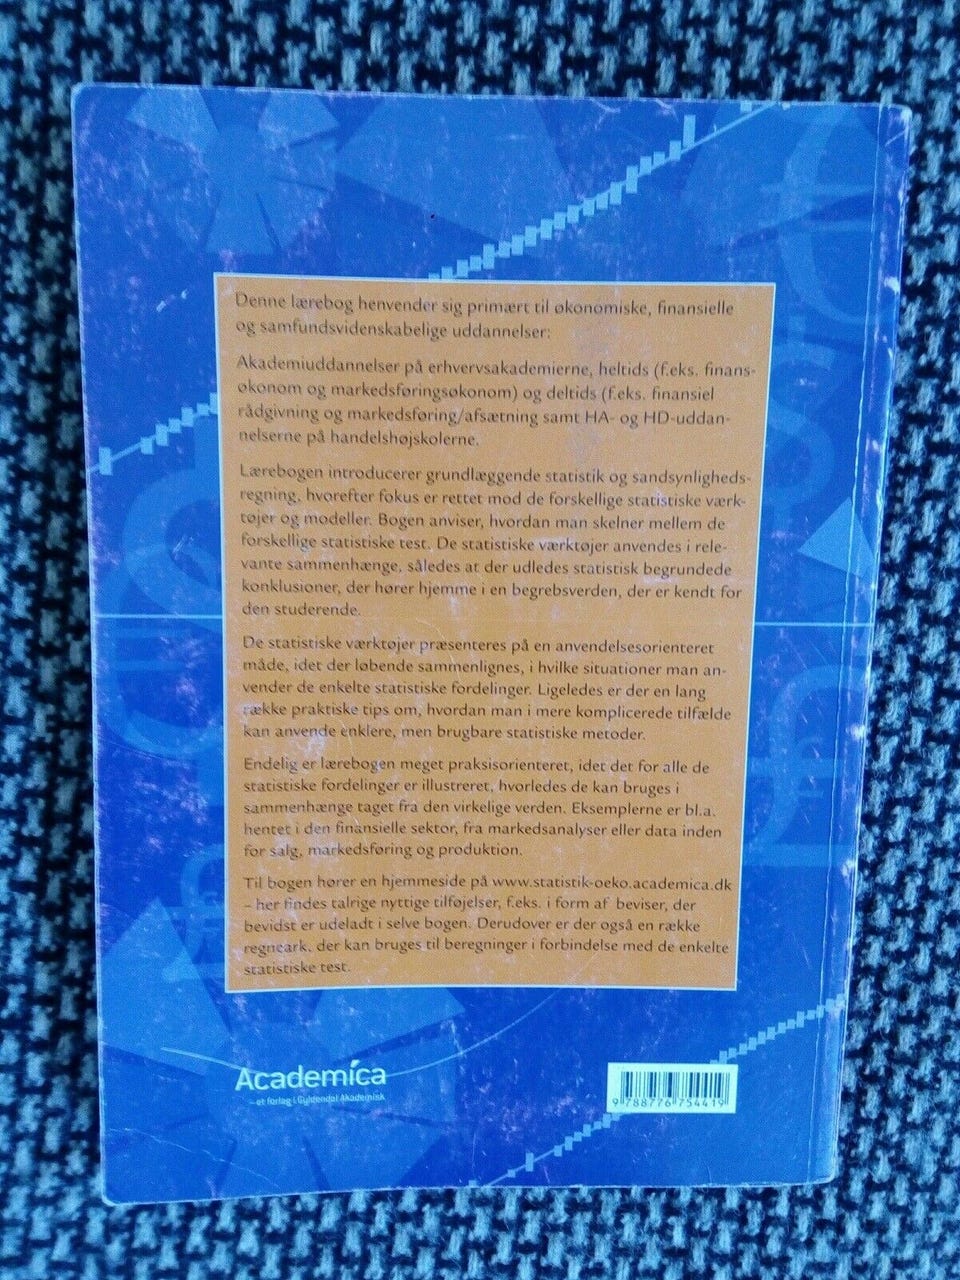 Denne lærebog henvender sig primært til økonomiske, finansielle
og samfundsvidenskabelige uddannelser:
Akademiuddannelser på erhvervsakademierne, heltids (f.eks. finans-
økonom og markedsføringsøkonom) og deltids (f.eks. finansiel
rådgivning og markedsføring/afsætning samt HA- og HD-uddan-
nelserne på handelshøjskolerne.
Lærebogen introducerer grundlæggende statistik og sandsynligheds-
regning, hvorefter fokus er rettet mod de forskellige statistiske værk-
tøjer og modeller. Bogen anviser, hvordan man skelner mellem de
forskellige statistiske test. De statistiske værktøjer anvendes i rele-
vante sammenhænge, således at der udledes statistisk begrundede
konklusioner, der hører hjemme i en begrebsverden, der er kendt for
den studerende.
De statistiske værktøjer præsenteres på en anvendelsesorienteret
måde, idet der løbende sammenlignes, i hvilke situationer man an-
vender de enkelte statistiske fordelinger. Ligeledes er der en lang
række praktiske tips om, hvordan man i mere komplicerede tilfælde
kan anvende enklere, men brugbare statistiske metoder.
Endelig er lærebogen meget praksisorienteret, idet det for alle de
statistiske fordelinger er illustreret, hvorledes de kan bruges i
sammenhænge taget fra den virkelige verden. Eksemplerne er bl.a.
hentet i den finansielle sektor, fra markedsanalyser eller data inden
for salg, markedsføring og produktion.
Til bogen hører en hjemmeside på www.statistik-oeko.academica.dk
– her findes talrige nyttige tilføjelser, f.eks. i form af beviser, der
bevidst er udeladt i selve bogen. Derudover er der også en række
regneark, der kan bruges til beregninger i forbindelse med de enkelte
statistiske test.
Academica
– et forlag i Gyldendal Akademisk
9 788776 754419